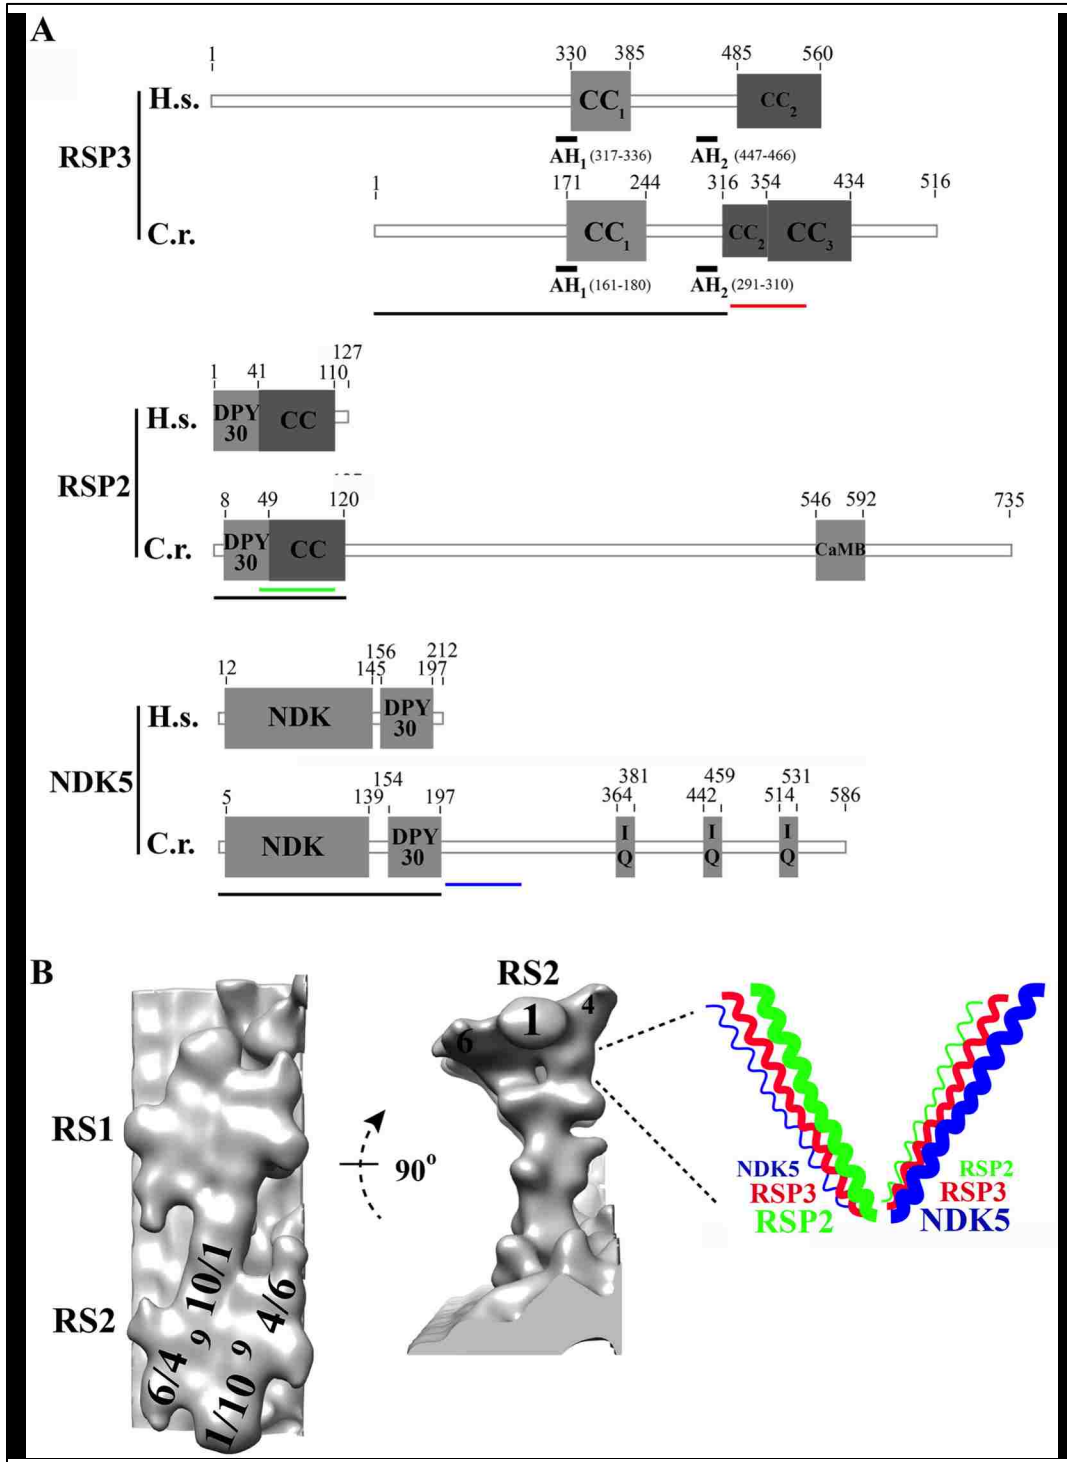 A
1 330 385 485 560
H.s. CC1 CC2
RSP3
AH1 (317-336) AH2 (447-466)
1 171 244 316 354 434 516
C.r. CC1 CC2 CC3
AH1 (161-180) AH2 (291-310)
127
1 41 110
H.s. DPY 30 CC
RSP2
8 49 120 546 592 735
C.r. DPY 30 CC CaMB
156 212
12 145 197
H.s. NDK DPY 30
NDK5
154 381 459 531
5 139 197 364 442 514 586
C.r. NDK DPY 30 I Q I Q I Q
B
RS2
1 4
6
RS1
90o
NDK5 RSP2
RSP3 RSP3
RSP2 NDK5
10/1 4/6
RS2
9 9
6/4 1/10